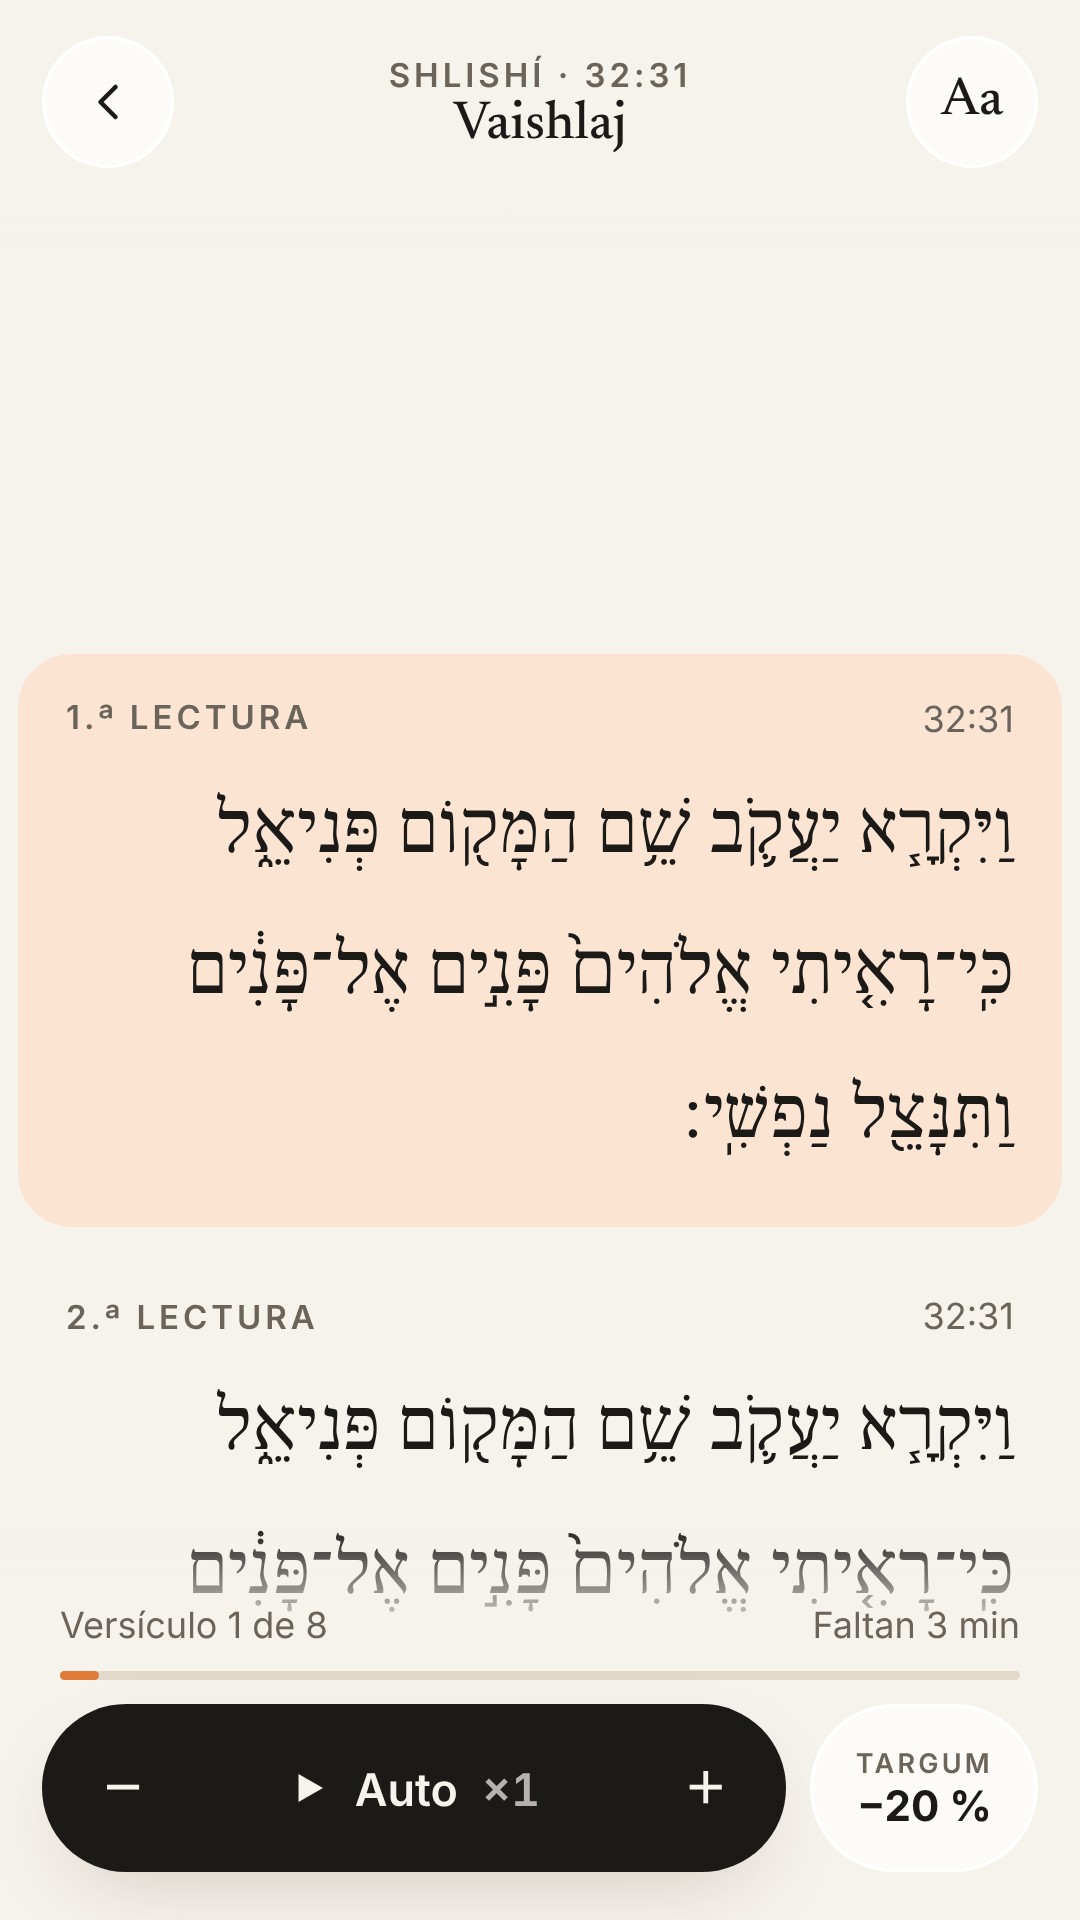 SHLISHÍ · 32:31
Vaishlaj
Aa
1.ª LECTURA 32:31
וַיִּקְרָ֧א יַעֲקֹ֛ב שֵׁ֥ם הַמָּק֖וֹם פְּנִיאֵ֑ל
כִּֽי־רָאִ֤יתִי אֱלֹהִים֙ פָּנִ֣ים אֶל־פָּנִ֔ים
וַתִּנָּצֵ֖ל נַפְשִֽׁי׃
2.ª LECTURA 32:31
וַיִּקְרָ֧א יַעֲקֹ֛ב שֵׁ֥ם הַמָּק֖וֹם פְּנִיאֵ֑ל
כִּֽי־רָאִ֤יתִי אֱלֹהִים֙ פָּנִ֣ים אֶל־פָּנִ֔ים
Versículo 1 de 8 Faltan 3 min
− Auto ×1 +
TARGUM
−20 %